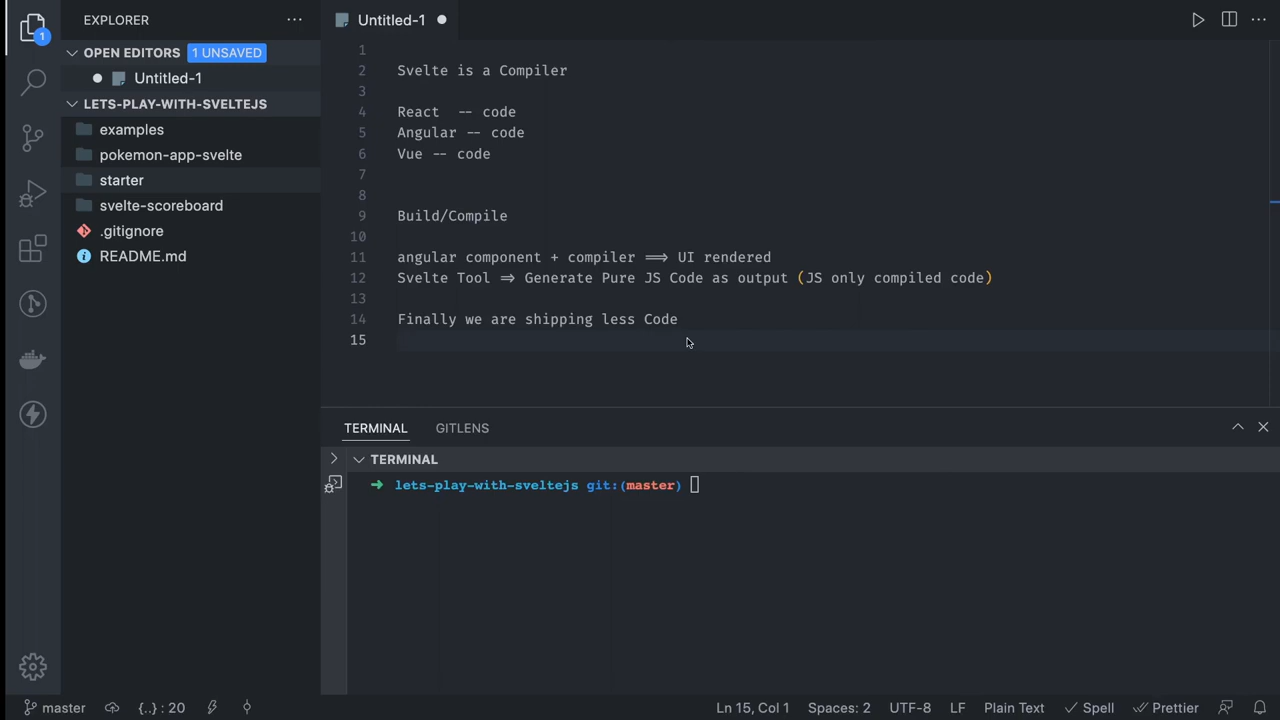 EXPLORER
1
OPEN EDITORS 1 UNSAVED
Untitled-1
LETS-PLAY-WITH-SVELTEJS
examples
pokemon-app-svelte
starter
svelte-scoreboard
.gitignore
README.md
Untitled-1
1
2 Svelte is a Compiler
3
4 React -- code
5 Angular -- code
6 Vue -- code
7
8
9 Build/Compile
10
11 angular component + compiler ==> UI rendered
12 Svelte Tool => Generate Pure JS Code as output (JS only compiled code)
13
14 Finally we are shipping less Code
15
TERMINAL GITLENS
TERMINAL
➜ lets-play-with-sveltejs git:(master)
master {..} : 20 Ln 15, Col 1 Spaces: 2 UTF-8 LF Plain Text ✓ Spell ✓ Prettier